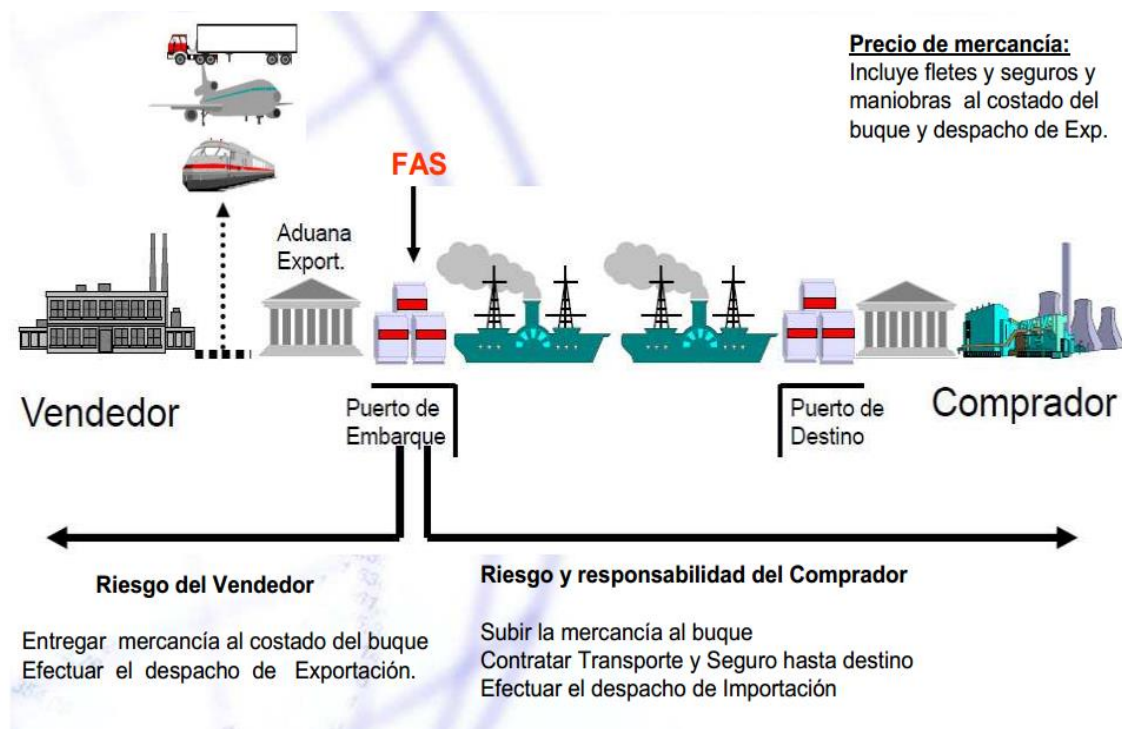 Precio de mercancía:
Incluye fletes y seguros y
maniobras al costado del
buque y despacho de Exp.
FAS
Aduana
Export.
Vendedor
Puerto de
Embarque
Puerto de
Destino
Comprador
Riesgo del Vendedor
Entregar mercancía al costado del buque
Efectuar el despacho de Exportación.
Riesgo y responsabilidad del Comprador
Subir la mercancía al buque
Contratar Transporte y Seguro hasta destino
Efectuar el despacho de Importación